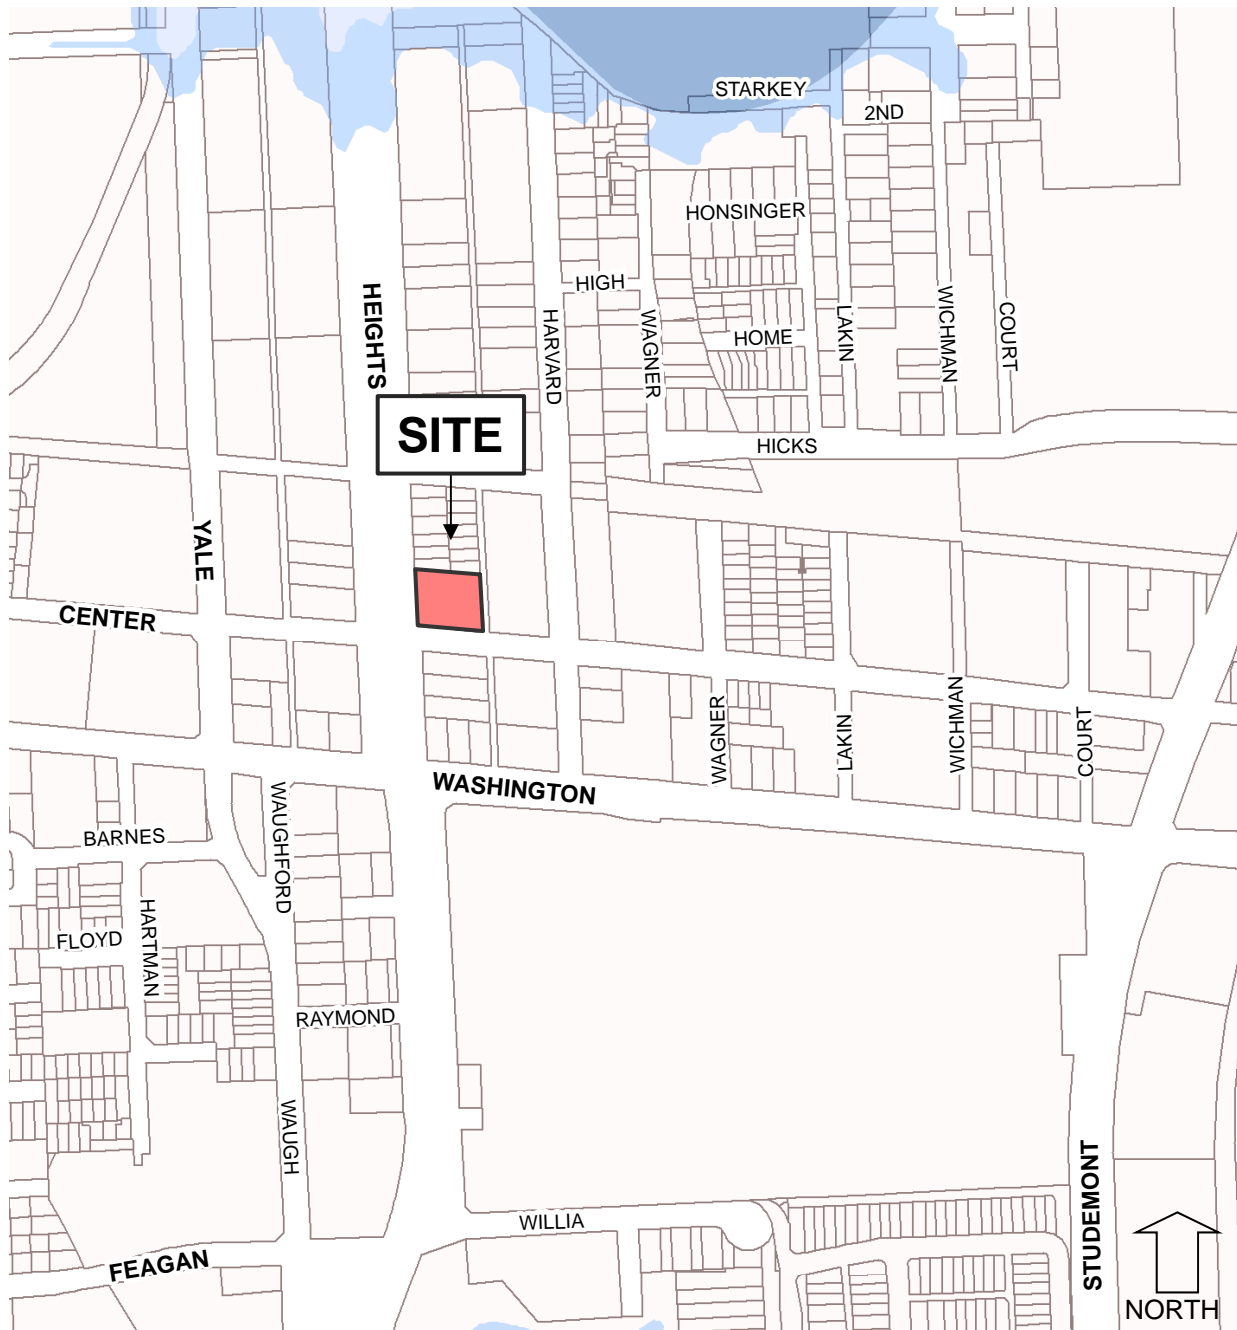 STARKEY
2ND
HONSINGER
HIGH
HEIGHTS
HARVARD
WAGNER
HOME
LAKIN
WICHMAN
COURT
SITE
HICKS
YALE
CENTER
WAGNER
LAKIN
WICHMAN
COURT
WASHINGTON
WAUGHFORD
BARNES
HARTMAN
FLOYD
RAYMOND
WAUGH
STUDEMONT
WILLIA
FEAGAN
NORTH